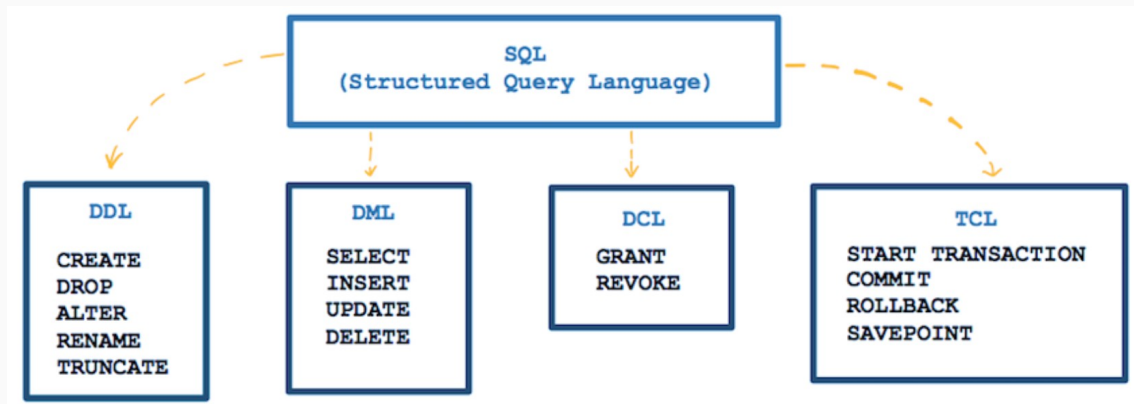 SQL
(Structured Query Language)
DDL
CREATE
DROP
ALTER
RENAME
TRUNCATE
DML
SELECT
INSERT
UPDATE
DELETE
DCL
GRANT
REVOKE
TCL
START TRANSACTION
COMMIT
ROLLBACK
SAVEPOINT